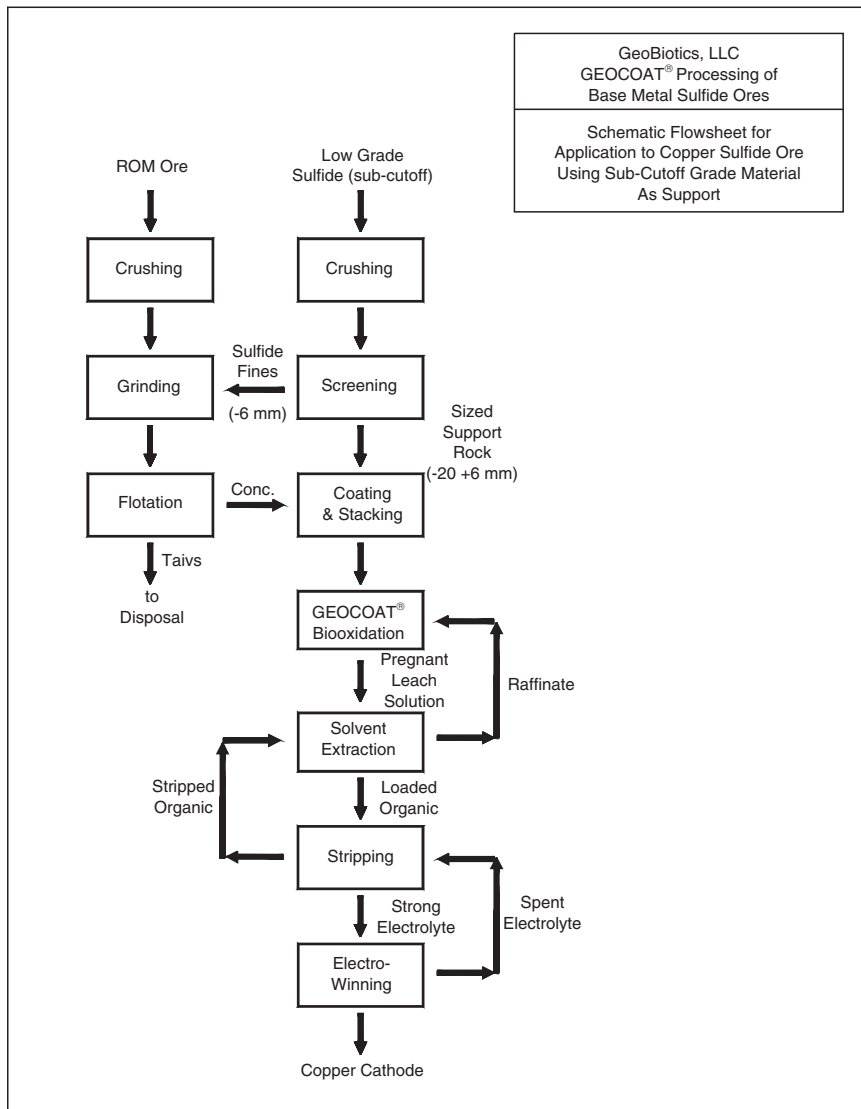 GeoBiotics, LLC
GEOCOAT® Processing of
Base Metal Sulfide Ores
Schematic Flowsheet for
Application to Copper Sulfide Ore
Using Sub-Cutoff Grade Material
As Support
ROM Ore
Low Grade
Sulfide (sub-cutoff)
Crushing
Crushing
Grinding
Sulfide
Fines
(-6 mm)
Screening
Sized
Support
Rock
(-20 +6 mm)
Flotation
Conc.
Coating
& Stacking
Taivs
to
Disposal
GEOCOAT®
Biooxidation
Pregnant
Leach
Solution
Raffinate
Solvent
Extraction
Stripped
Organic
Loaded
Organic
Stripping
Strong
Electrolyte
Spent
Electrolyte
Electro-
Winning
Copper Cathode